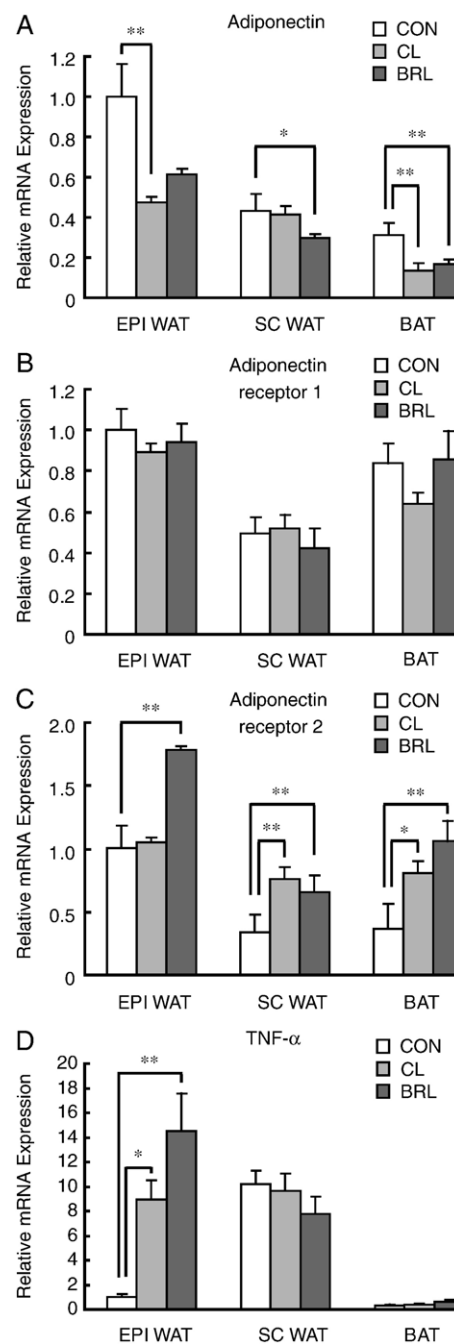 A
Adiponectin
CON
CL
BRL
Relative mRNA Expression
1.2
1.0
0.8
0.6
0.4
0.2
0
**
*
**
**
EPI WAT SC WAT BAT
B
Adiponectin
receptor 1
CON
CL
BRL
Relative mRNA Expression
1.2
1.0
0.8
0.6
0.4
0.2
0
EPI WAT SC WAT BAT
C
Adiponectin
receptor 2
CON
CL
BRL
Relative mRNA Expression
2.0
1.5
1.0
0.5
0
**
**
**
**
*
EPI WAT SC WAT BAT
D
TNF-α
CON
CL
BRL
Relative mRNA Expression
20
18
16
14
12
10
8
6
4
2
0
**
*
EPI WAT SC WAT BAT